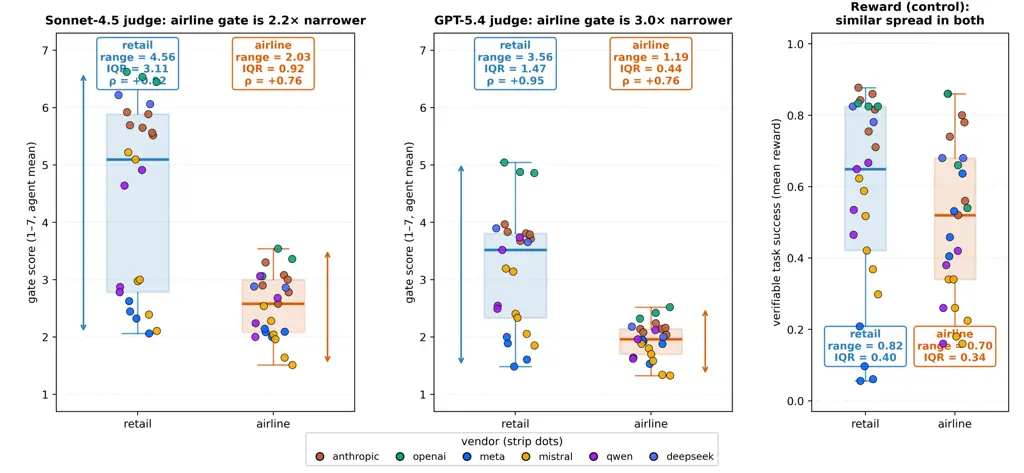 Sonnet-4.5 judge: airline gate is 2.2× narrower
retail
range = 4.56
IQR = 3.11
airline
range = 2.03
IQR = 0.92
ρ = +0.76
gate score (1–7, agent mean)
7
6
5
4
3
2
1
retail
airline
GPT-5.4 judge: airline gate is 3.0× narrower
retail
range = 3.56
IQR = 1.47
ρ = +0.95
airline
range = 1.19
IQR = 0.44
ρ = +0.76
gate score (1–7, agent mean)
7
6
5
4
3
2
1
retail
airline
Reward (control):
similar spread in both
verifiable task success (mean reward)
1.0
0.8
0.6
0.4
0.2
0.0
retail
range = 0.82
IQR = 0.40
airline
range = 0.70
IQR = 0.34
retail
airline
vendor (strip dots)
anthropic openai meta mistral qwen deepseek